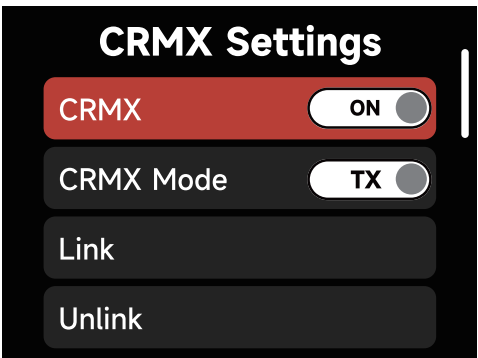 CRMX Settings
CRMX ON
CRMX Mode TX
Link
Unlink